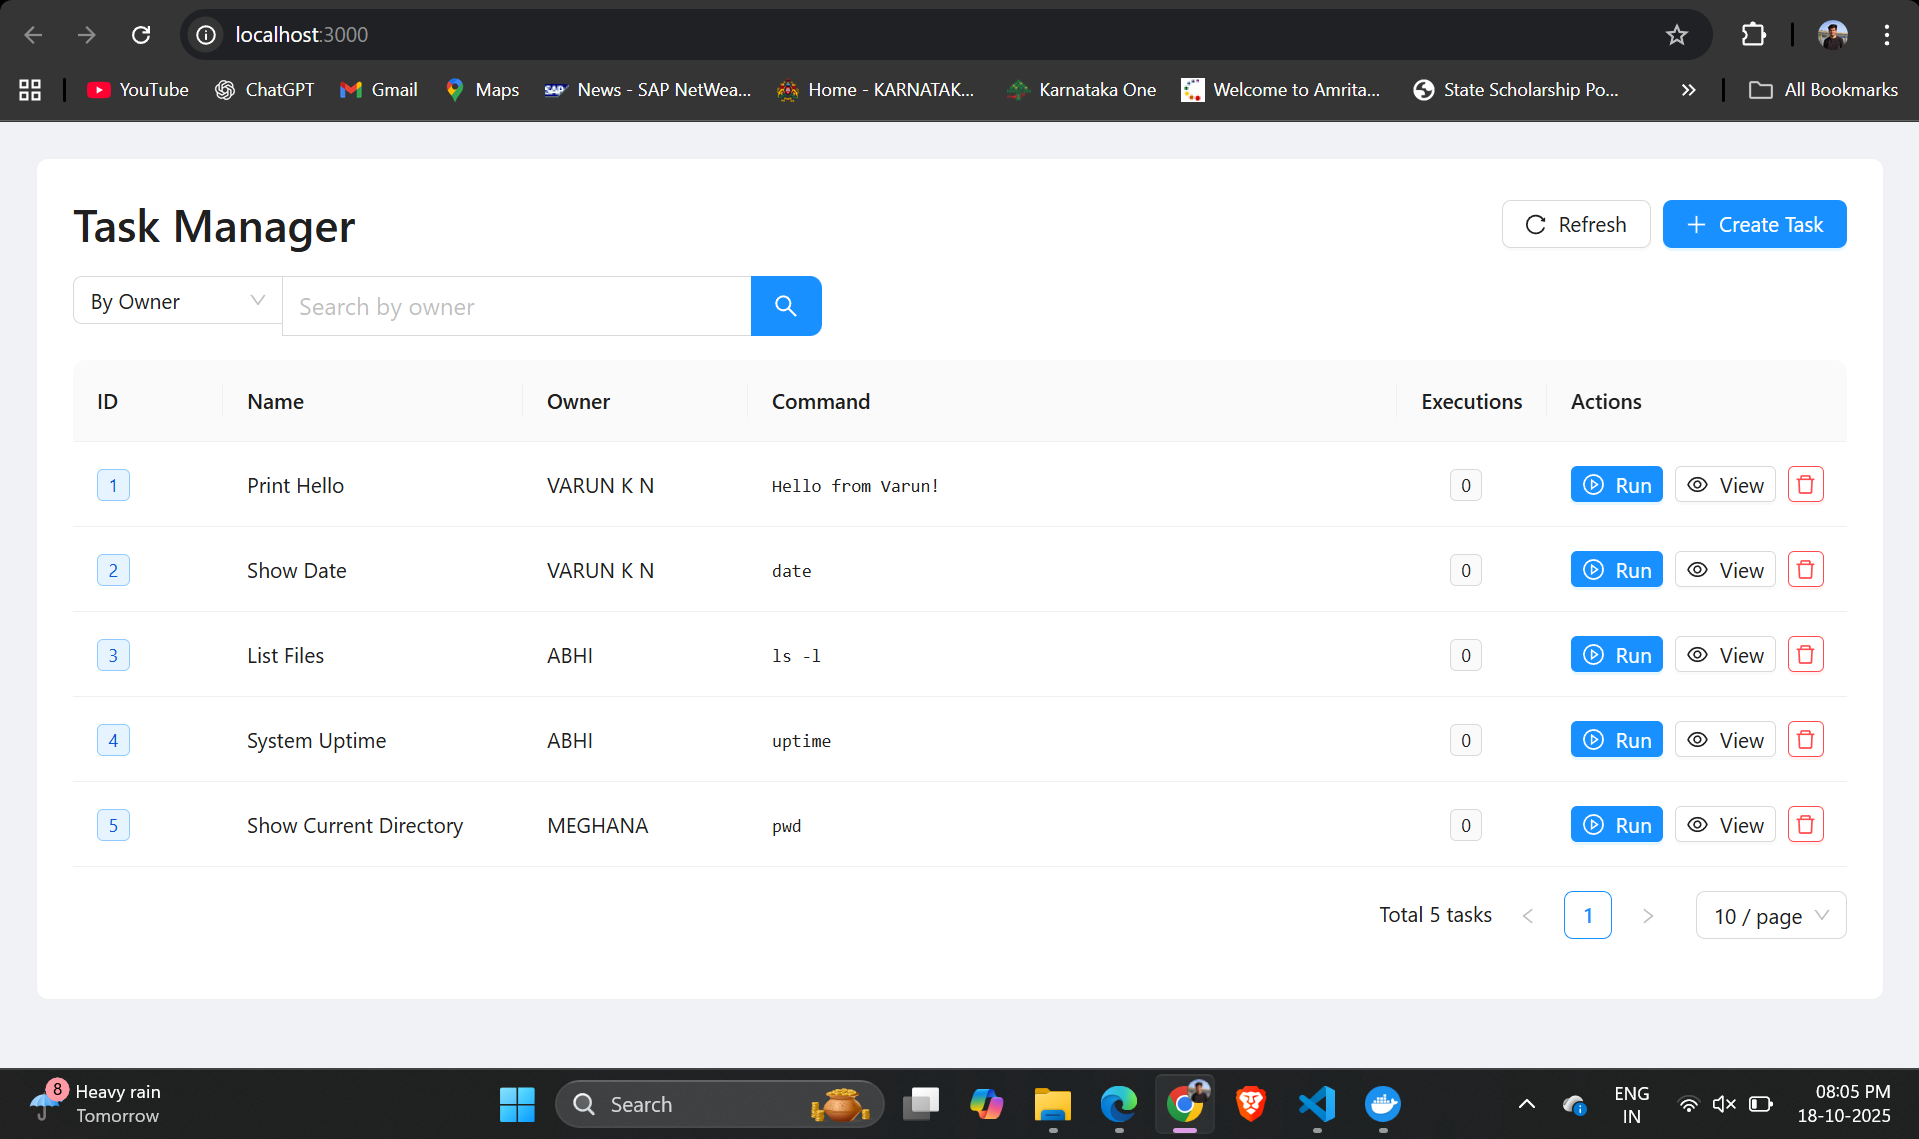 localhost:3000
YouTube ChatGPT Gmail Maps SAP News - SAP NetWea... Home - KARNATAK... Karnataka One Welcome to Amrita... State Scholarship Po... » All Bookmarks
Task Manager
Refresh
Create Task
By Owner
Search by owner
ID Name Owner Command Executions Actions
1 Print Hello VARUN K N Hello from Varun! 0 Run View
2 Show Date VARUN K N date 0 Run View
3 List Files ABHI ls -l 0 Run View
4 System Uptime ABHI uptime 0 Run View
5 Show Current Directory MEGHANA pwd 0 Run View
Total 5 tasks < 1 > 10 / page
8 Heavy rain
Tomorrow
Search
ENG
IN
08:05 PM
18-10-2025